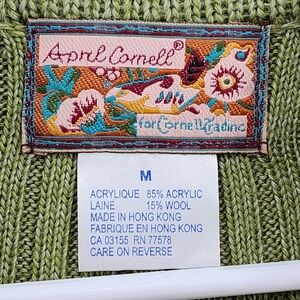 April Cornell®
for Cornell Trading
M
ACRYLIQUE 85% ACRYLIC
LAINE 15% WOOL
MADE IN HONG KONG
FABRIQUE EN HONG KONG
CA 03155 RN 77578
CARE ON REVERSE